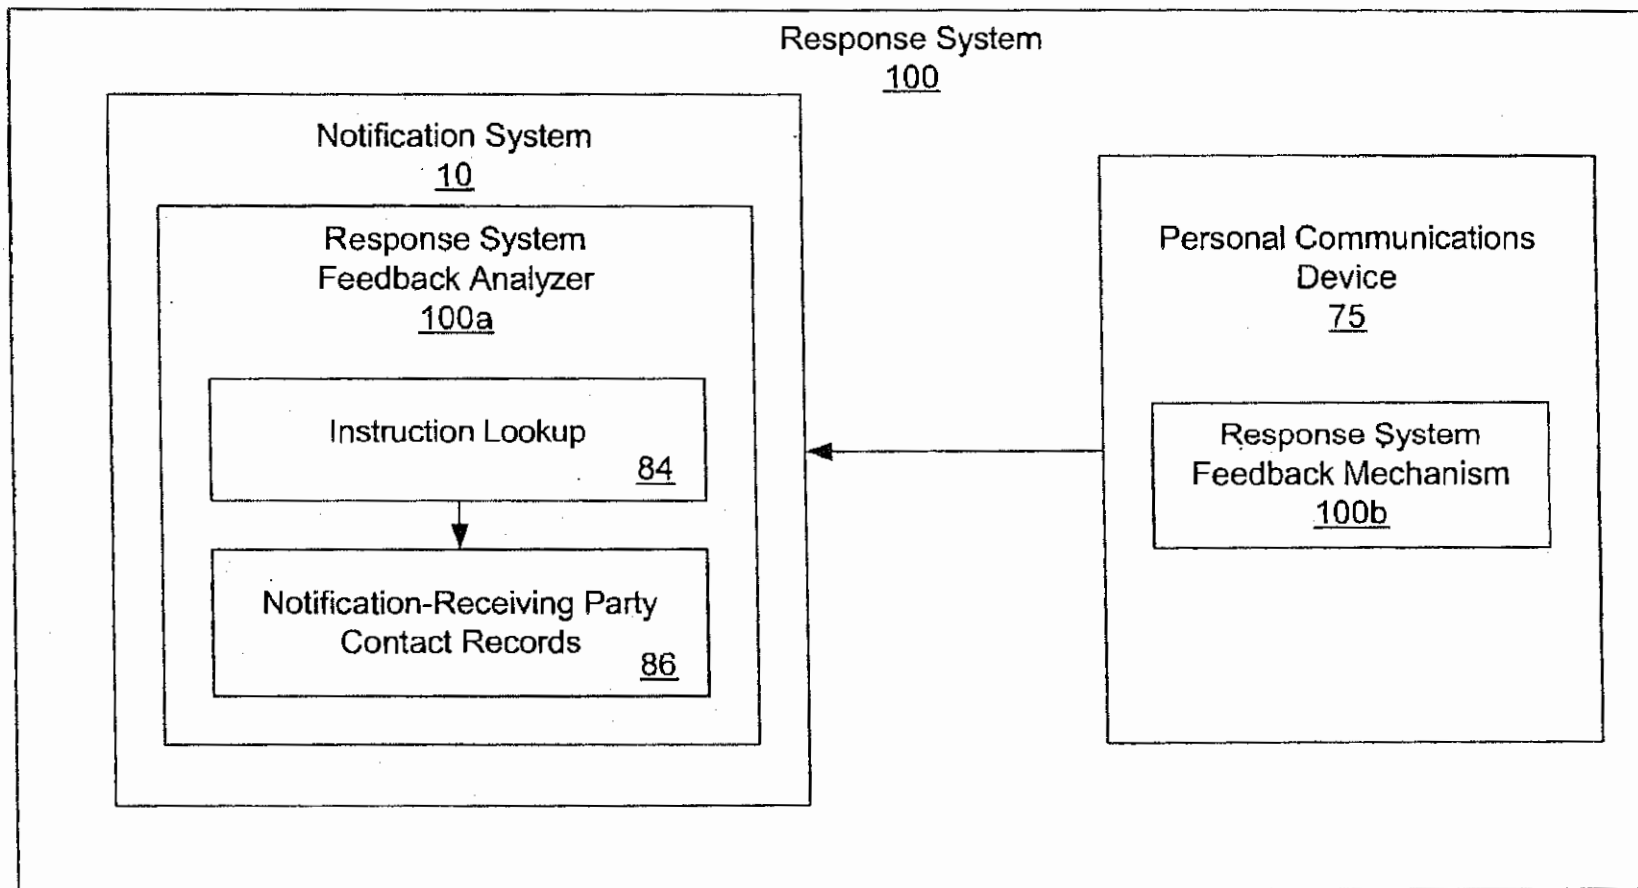 Response System
100
Notification System
10
Response System
Feedback Analyzer
100a
Instruction Lookup
84
Notification-Receiving Party
Contact Records
86
Personal Communications
Device
75
Response System
Feedback Mechanism
100b